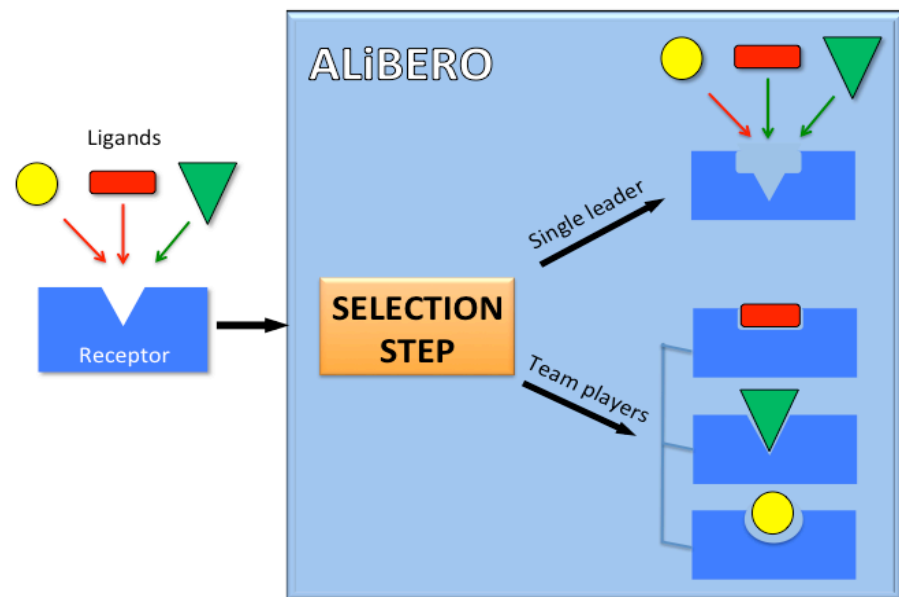 ALiBERO
Ligands
Receptor
SELECTION
STEP
Single leader
Team players